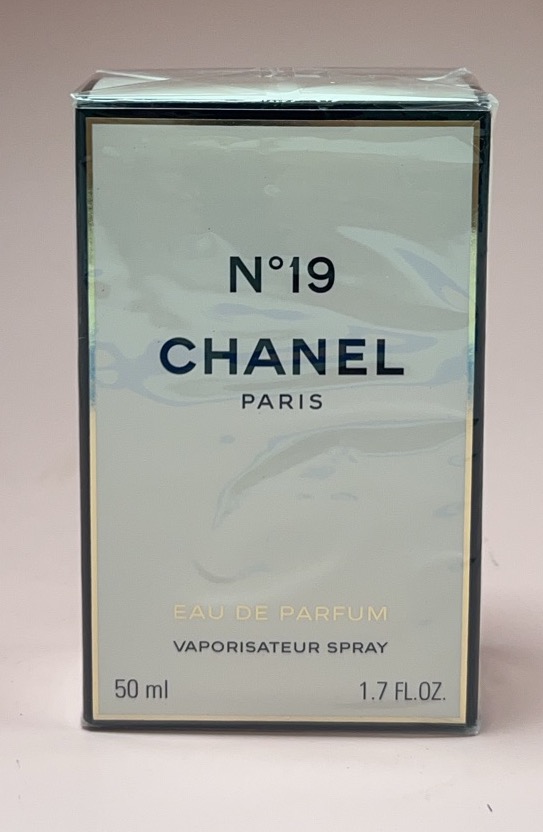 N°19
CHANEL
PARIS
EAU DE PARFUM
VAPORISATEUR SPRAY
50 ml 1.7 FL.OZ.